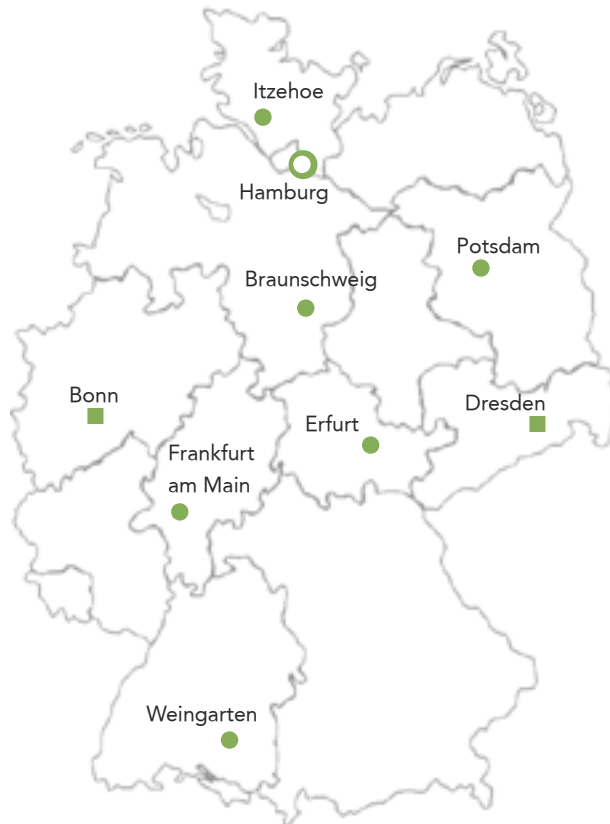 Itzehoe
Hamburg
Potsdam
Braunschweig
Bonn
Dresden
Erfurt
Frankfurt
am Main
Weingarten